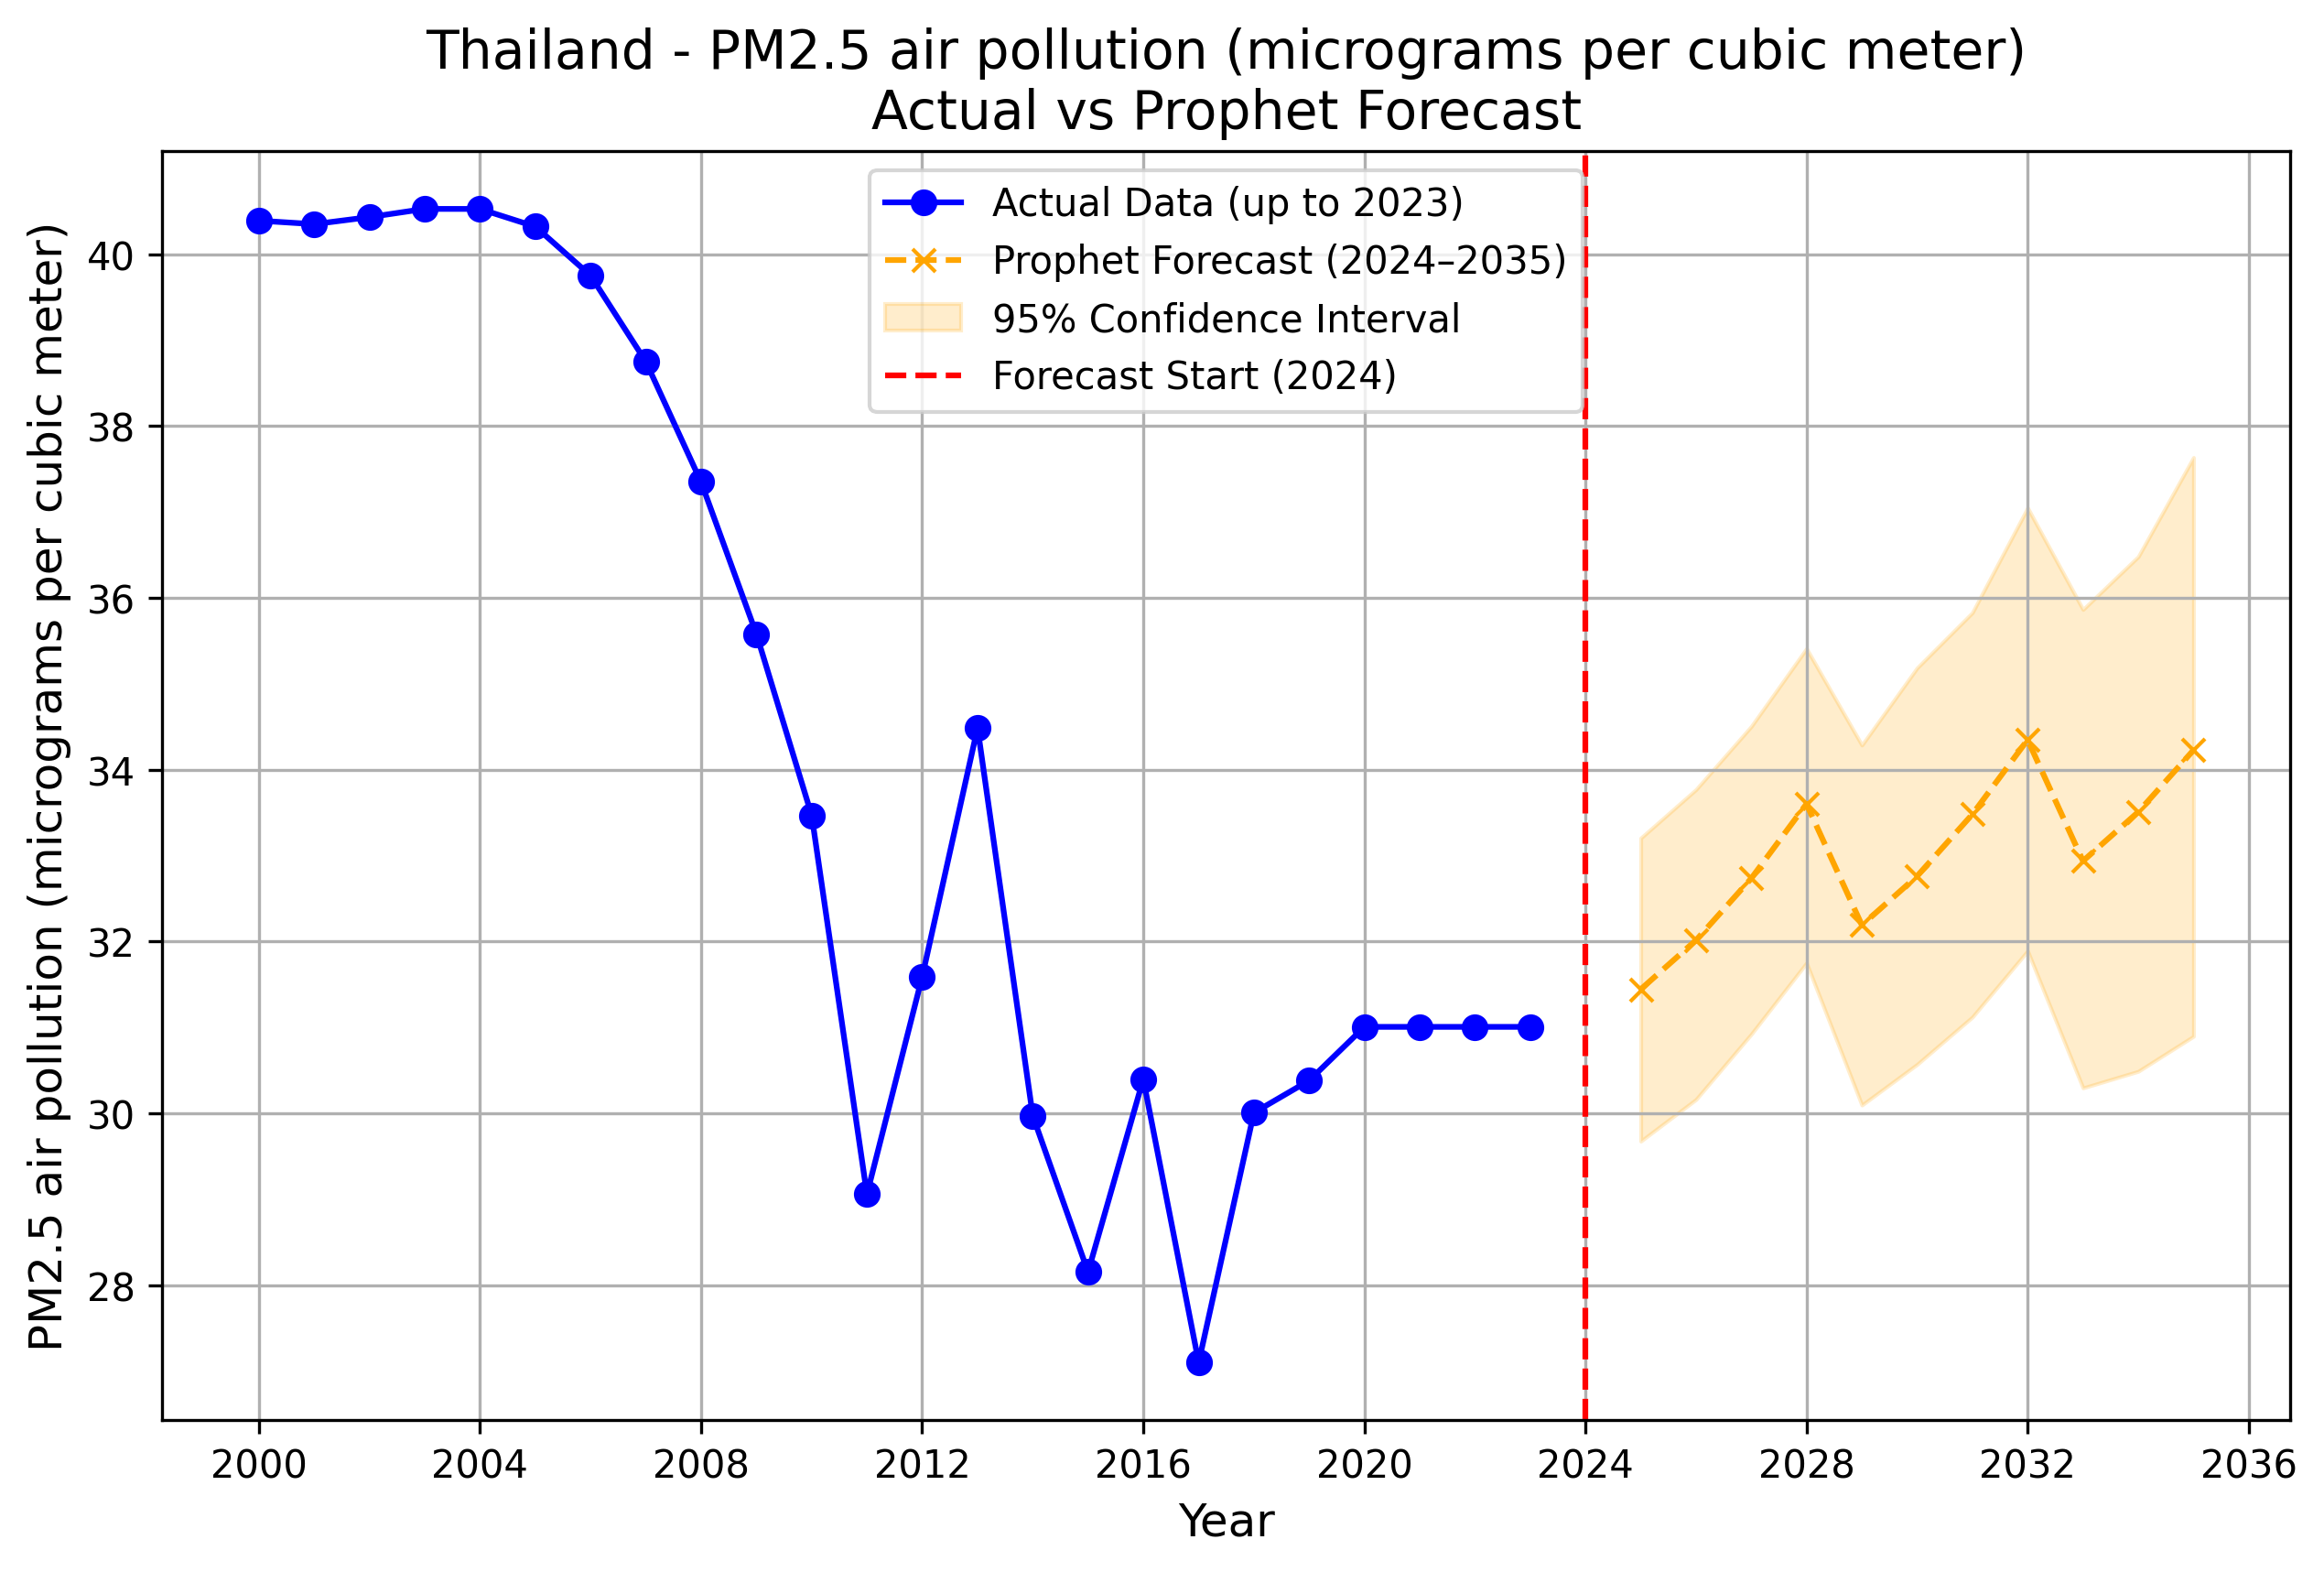 Thailand - PM2.5 air pollution (micrograms per cubic meter)
Actual vs Prophet Forecast
Actual Data (up to 2023)
Prophet Forecast (2024–2035)
95% Confidence Interval
Forecast Start (2024)
PM2.5 air pollution (micrograms per cubic meter)
40
38
36
34
32
30
28
2000 2004 2008 2012 2016 2020 2024 2028 2032 2036
Year